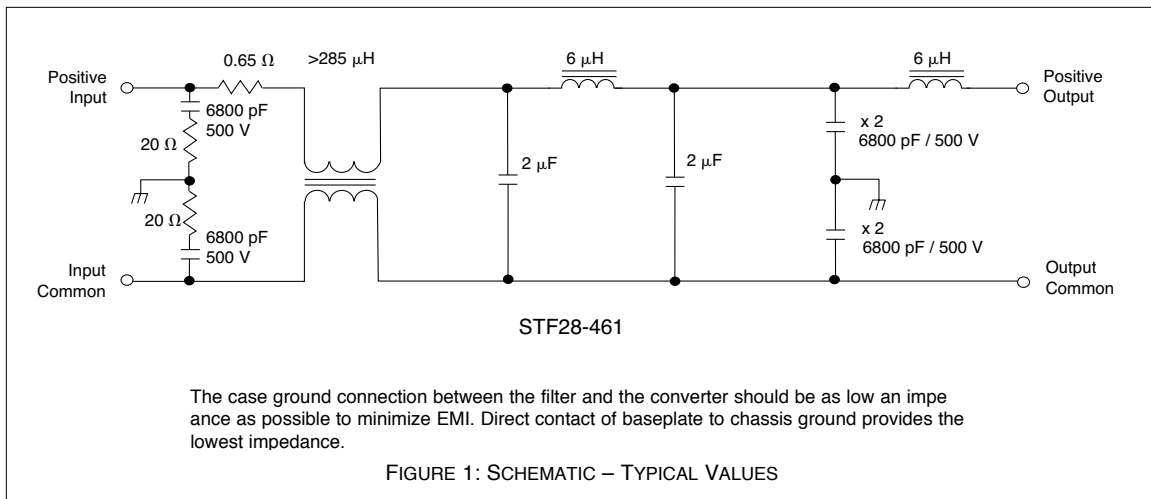 0.65 Ω
>285 µH
6 µH
6 µH
Positive
Input
Positive
Output
6800 pF
500 V
20 Ω
2 µF
2 µF
x 2
6800 pF / 500 V
20 Ω
6800 pF
500 V
x 2
6800 pF / 500 V
Input
Common
Output
Common
STF28-461
The case ground connection between the filter and the converter should be as low an impe
ance as possible to minimize EMI. Direct contact of baseplate to chassis ground provides the
lowest impedance.
FIGURE 1: SCHEMATIC – TYPICAL VALUES